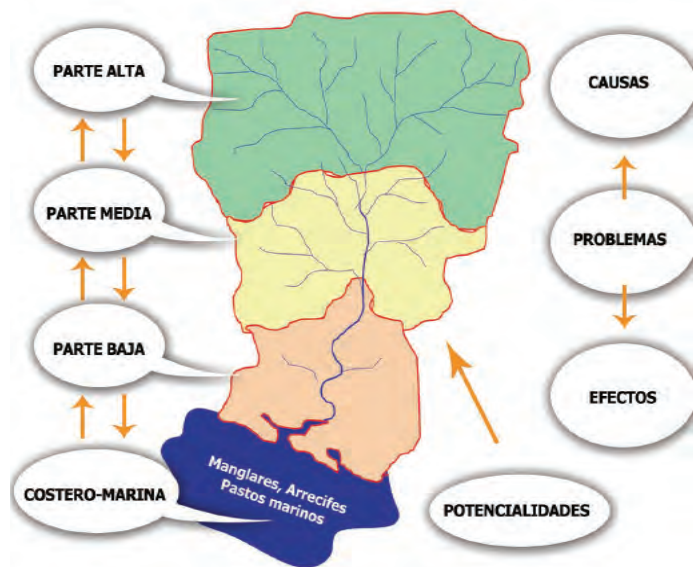 PARTE ALTA
PARTE MEDIA
PARTE BAJA
COSTERO-MARINA
Manglares, Arrecifes
Pastos marinos
CAUSAS
PROBLEMAS
EFECTOS
POTENCIALIDADES